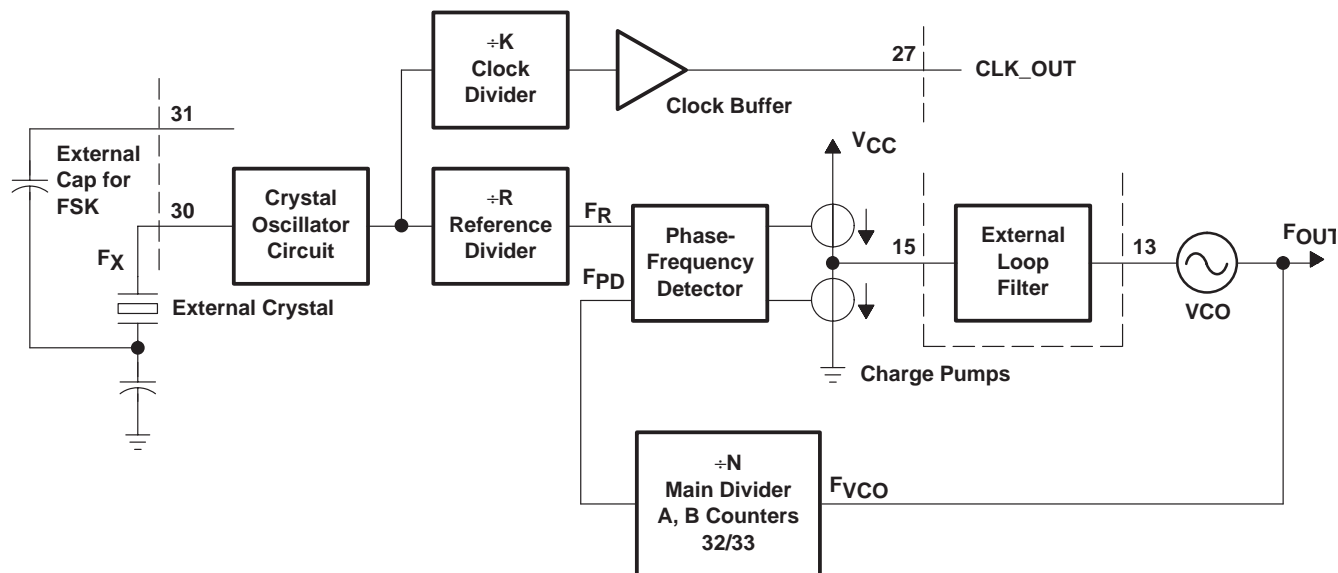 ÷K
Clock
Divider
Clock Buffer
27
CLK_OUT
31
External
Cap for
FSK
30
FX
External Crystal
Crystal
Oscillator
Circuit
÷R
Reference
Divider
FR
FPD
Phase-
Frequency
Detector
VCC
Charge Pumps
15
External
Loop
Filter
13
VCO
FOUT
÷N
Main Divider
A, B Counters
32/33
FVCO